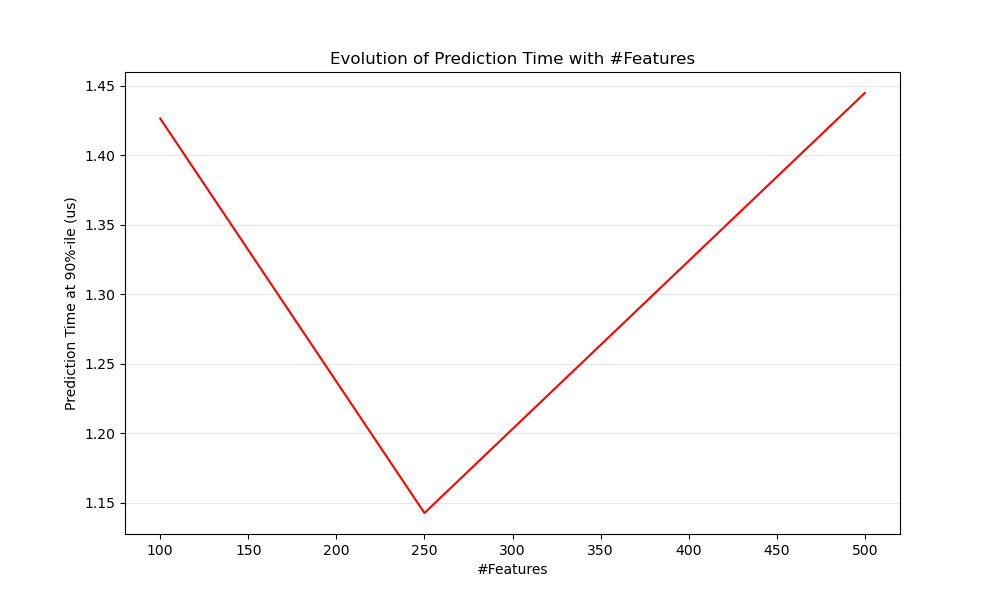 Evolution of Prediction Time with #Features
Prediction Time at 90%-ile (us)
1.45
1.40
1.35
1.30
1.25
1.20
1.15
100 150 200 250 300 350 400 450 500
#Features